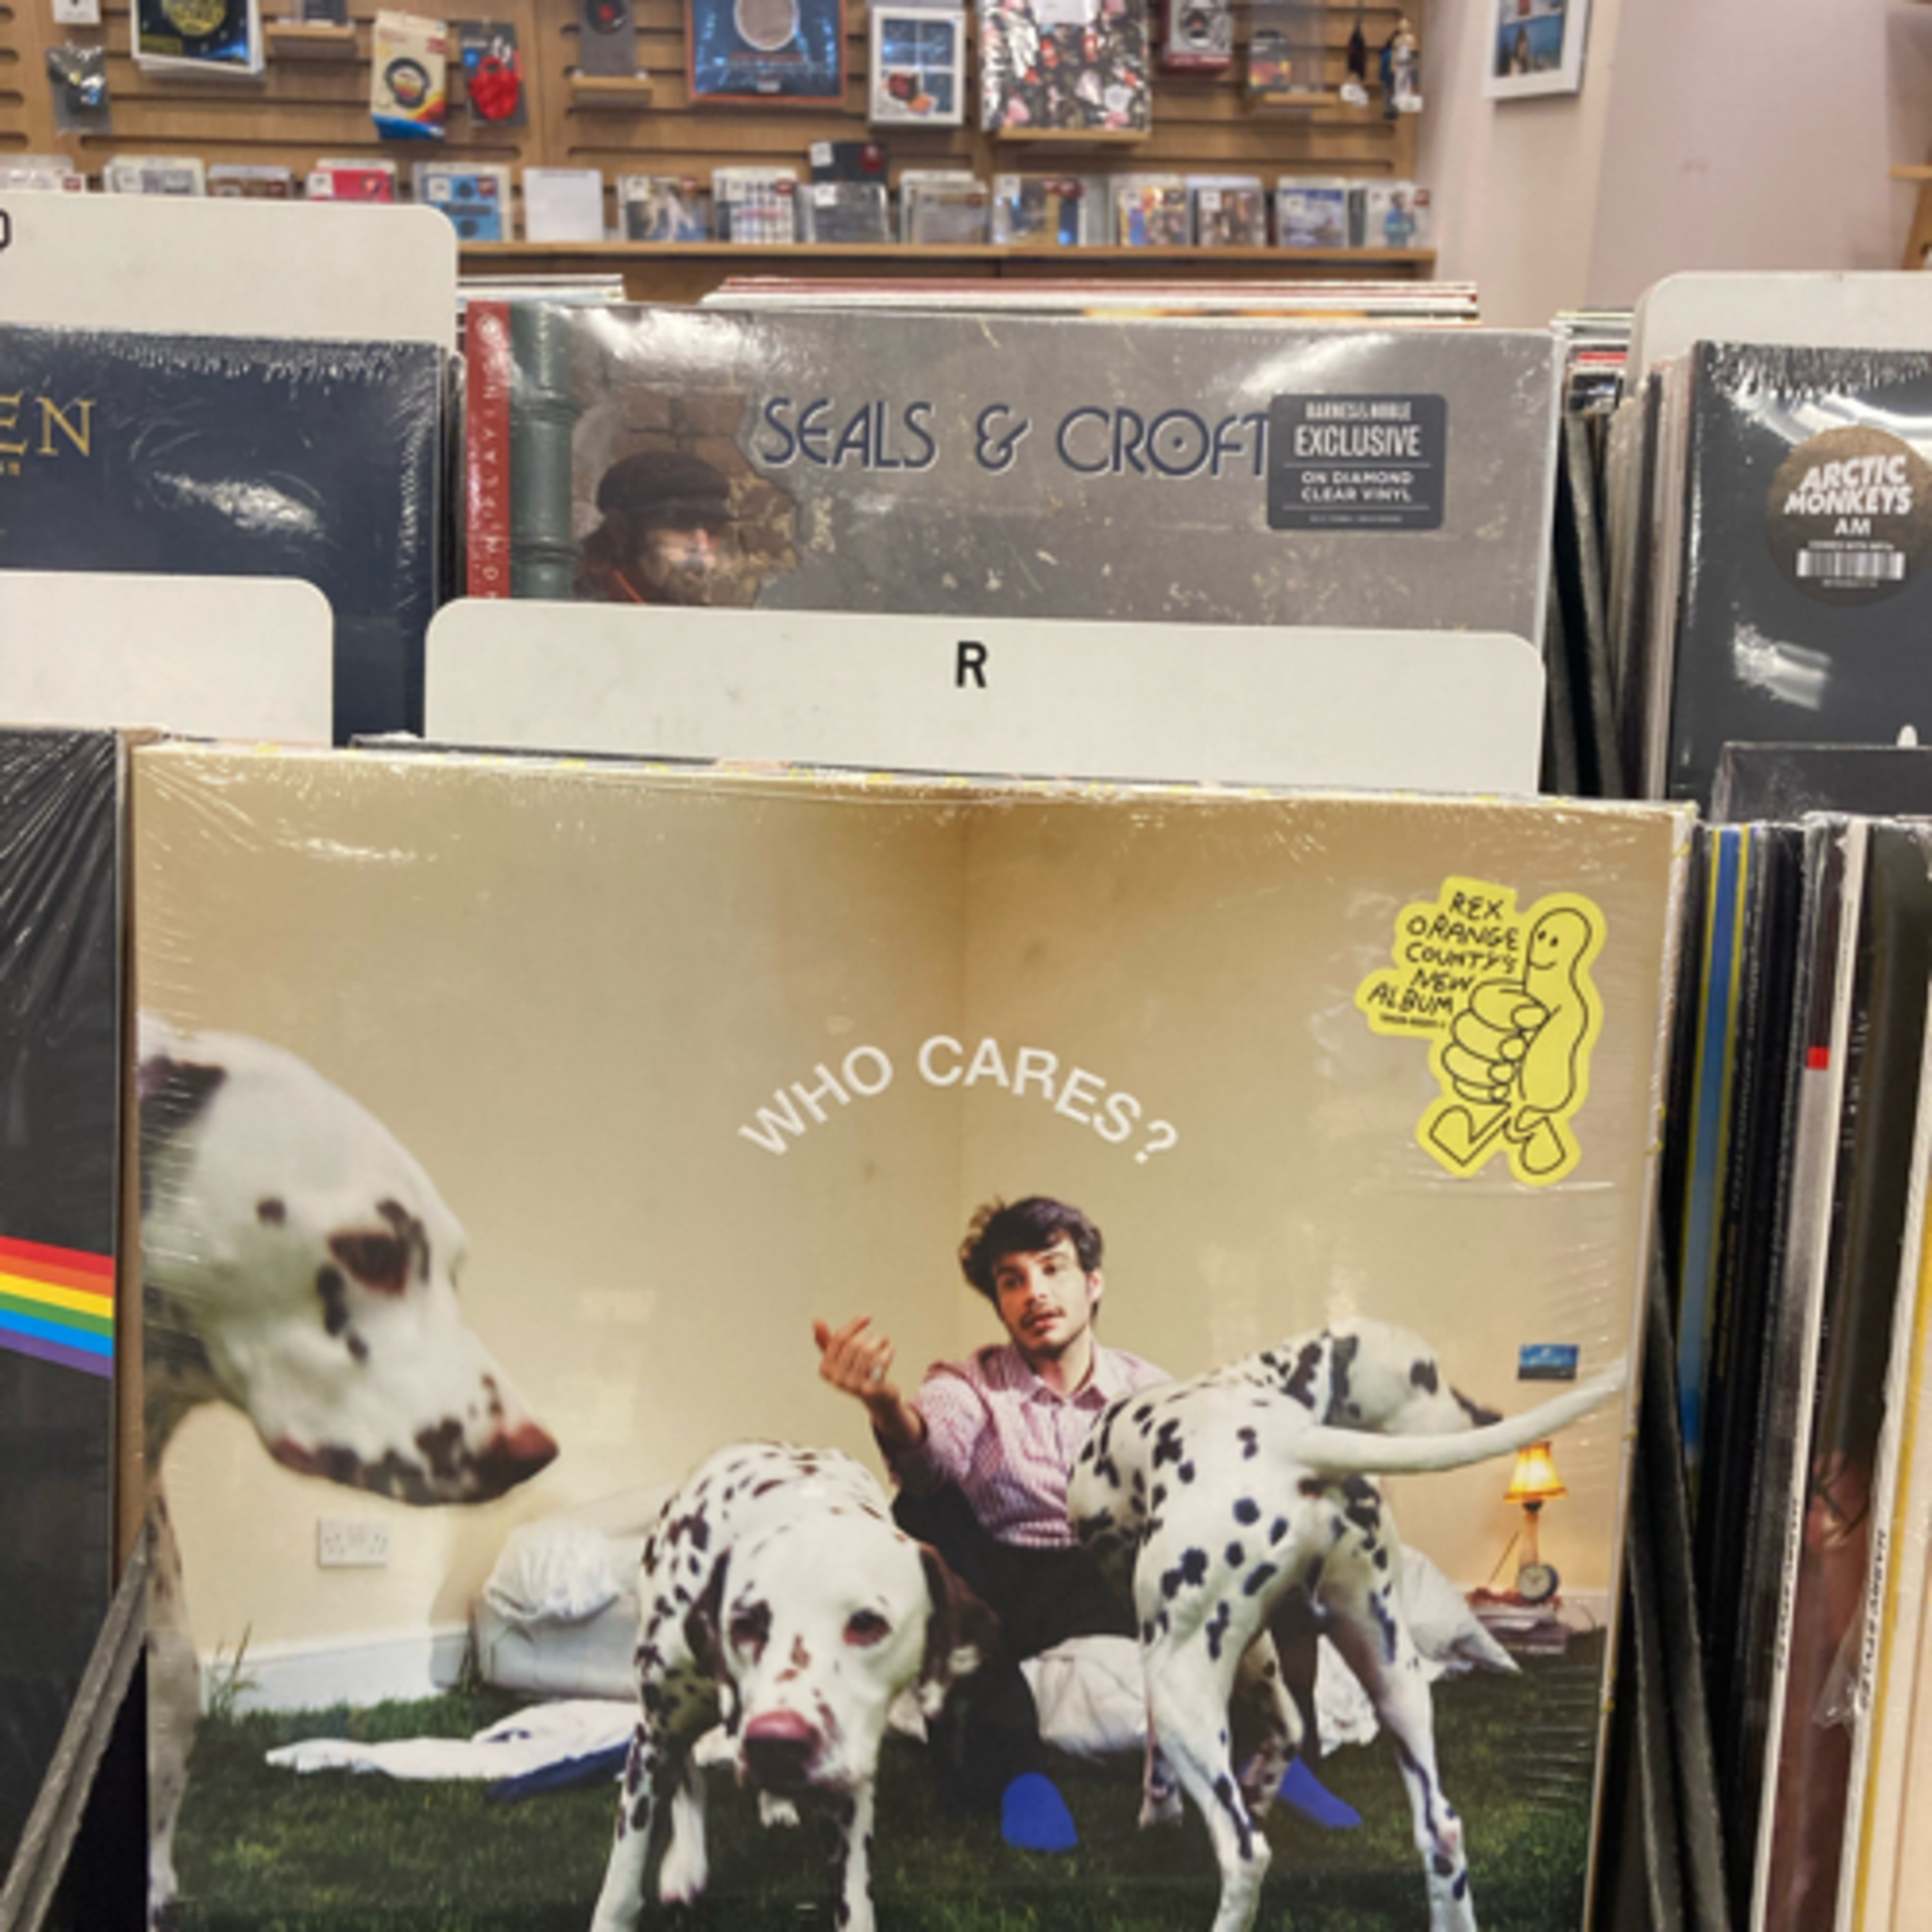 EN
SEALS & CROFT
BARNES & NOBLE
EXCLUSIVE
ON DIAMOND
CLEAR VINYL
ARCTIC
MONKEYS
AM
R
WHO CARES?
REX
ORANGE
COUNTY'S
NEW
ALBUM